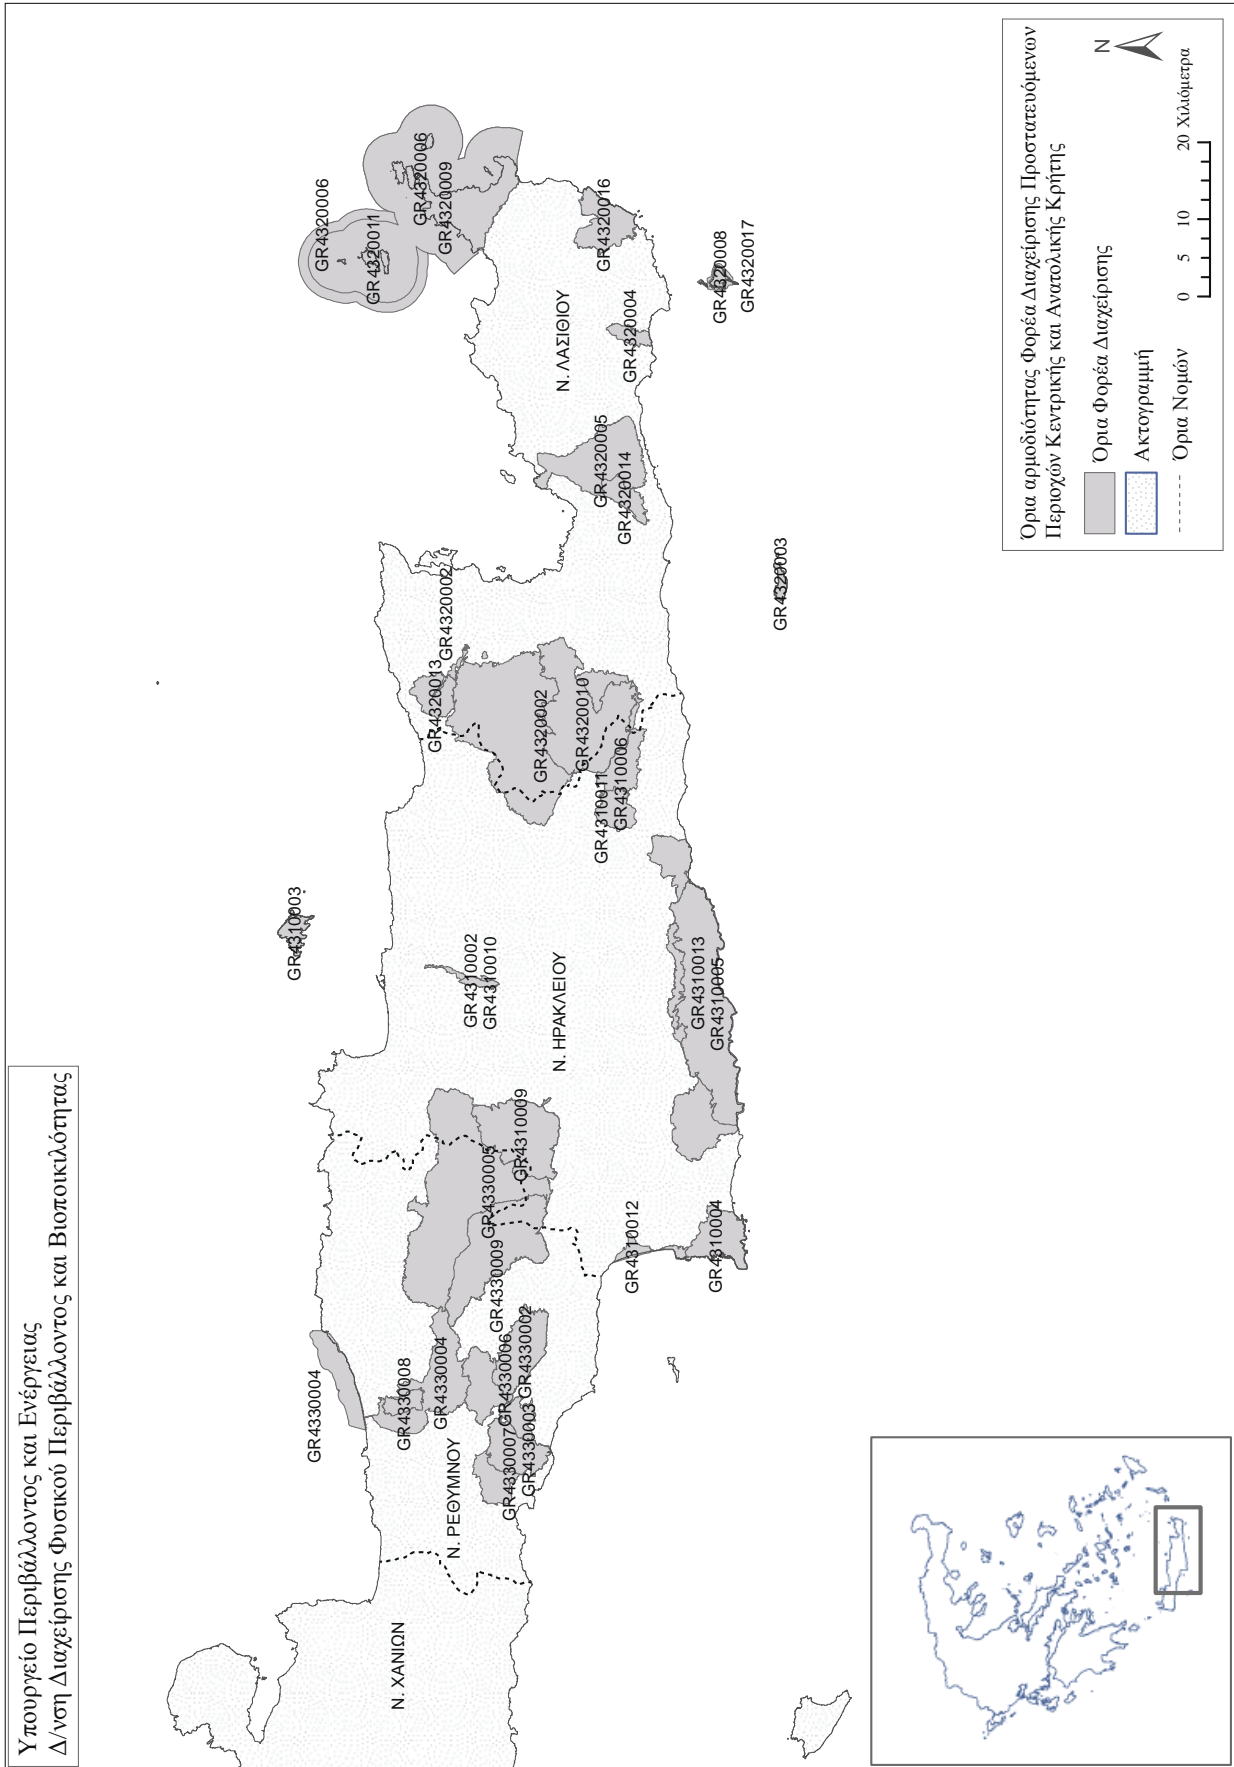 Υπουργείο Περιβάλλοντος και Ενέργειας
Δ/νση Διαχείρισης Φυσικού Περιβάλλοντος και Βιοποικιλότητας
GR4320006
GR4320011
GR4320006
GR4320009
GR4320016
GR4320008
GR4320017
GR4320004
Ν. ΛΑΣΙΘΙΟΥ
GR4320005
GR4320014
GR4320003
GR4320002
GR4320013
GR4320002
GR4320010
GR4310006
GR4310011
GR4310003
GR4310002
GR4310010
Ν. ΗΡΑΚΛΕΙΟΥ
GR4310013
GR4310005
GR4310009
GR4330005
GR4330009
GR4310012
GR4310004
GR4330004
GR4330008
GR4330004
GR4330006
GR4330002
GR4330007
GR4330003
Ν. ΡΕΘΥΜΝΟΥ
Ν. ΧΑΝΙΩΝ
Όρια αρμοδιότητας Φορέα Διαχείρισης Προστατευόμενων
Περιοχών Κεντρικής και Ανατολικής Κρήτης
Όρια Φορέα Διαχείρισης
Ακτογραμμή
Όρια Νομών
N
0 5 10 20 Χιλιόμετρα